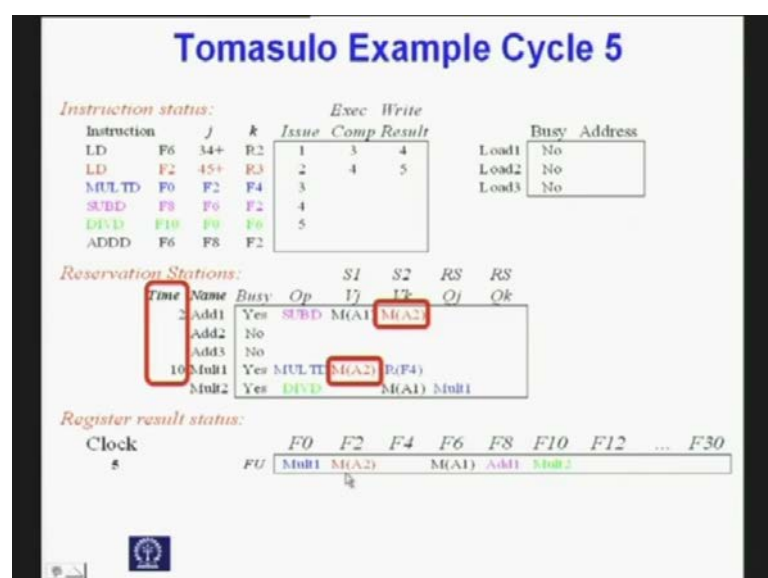 Tomasulo Example Cycle 5
Instruction status: Exec Write
Instruction j k Issue Comp Result Busy Address
LD F6 34+ R2 1 3 4 Load1 No
LD F2 45+ R3 2 4 5 Load2 No
MULTD F0 F2 F4 3 Load3 No
SUBD F8 F6 F2 4
DIVD F10 F0 F6 5
ADDD F6 F8 F2
Reservation Stations: S1 S2 RS RS
Time Name Busy Op Vj Vk Qj Qk
2 Add1 Yes SUBD M(A1) M(A2)
Add2 No
Add3 No
10 Mult1 Yes MULTD M(A2) R(F4)
Mult2 Yes DIVD M(A1) Mult1
Register result status:
Clock F0 F2 F4 F6 F8 F10 F12 ... F30
5 FU Mult1 M(A2) M(A1) Add1 Mult2